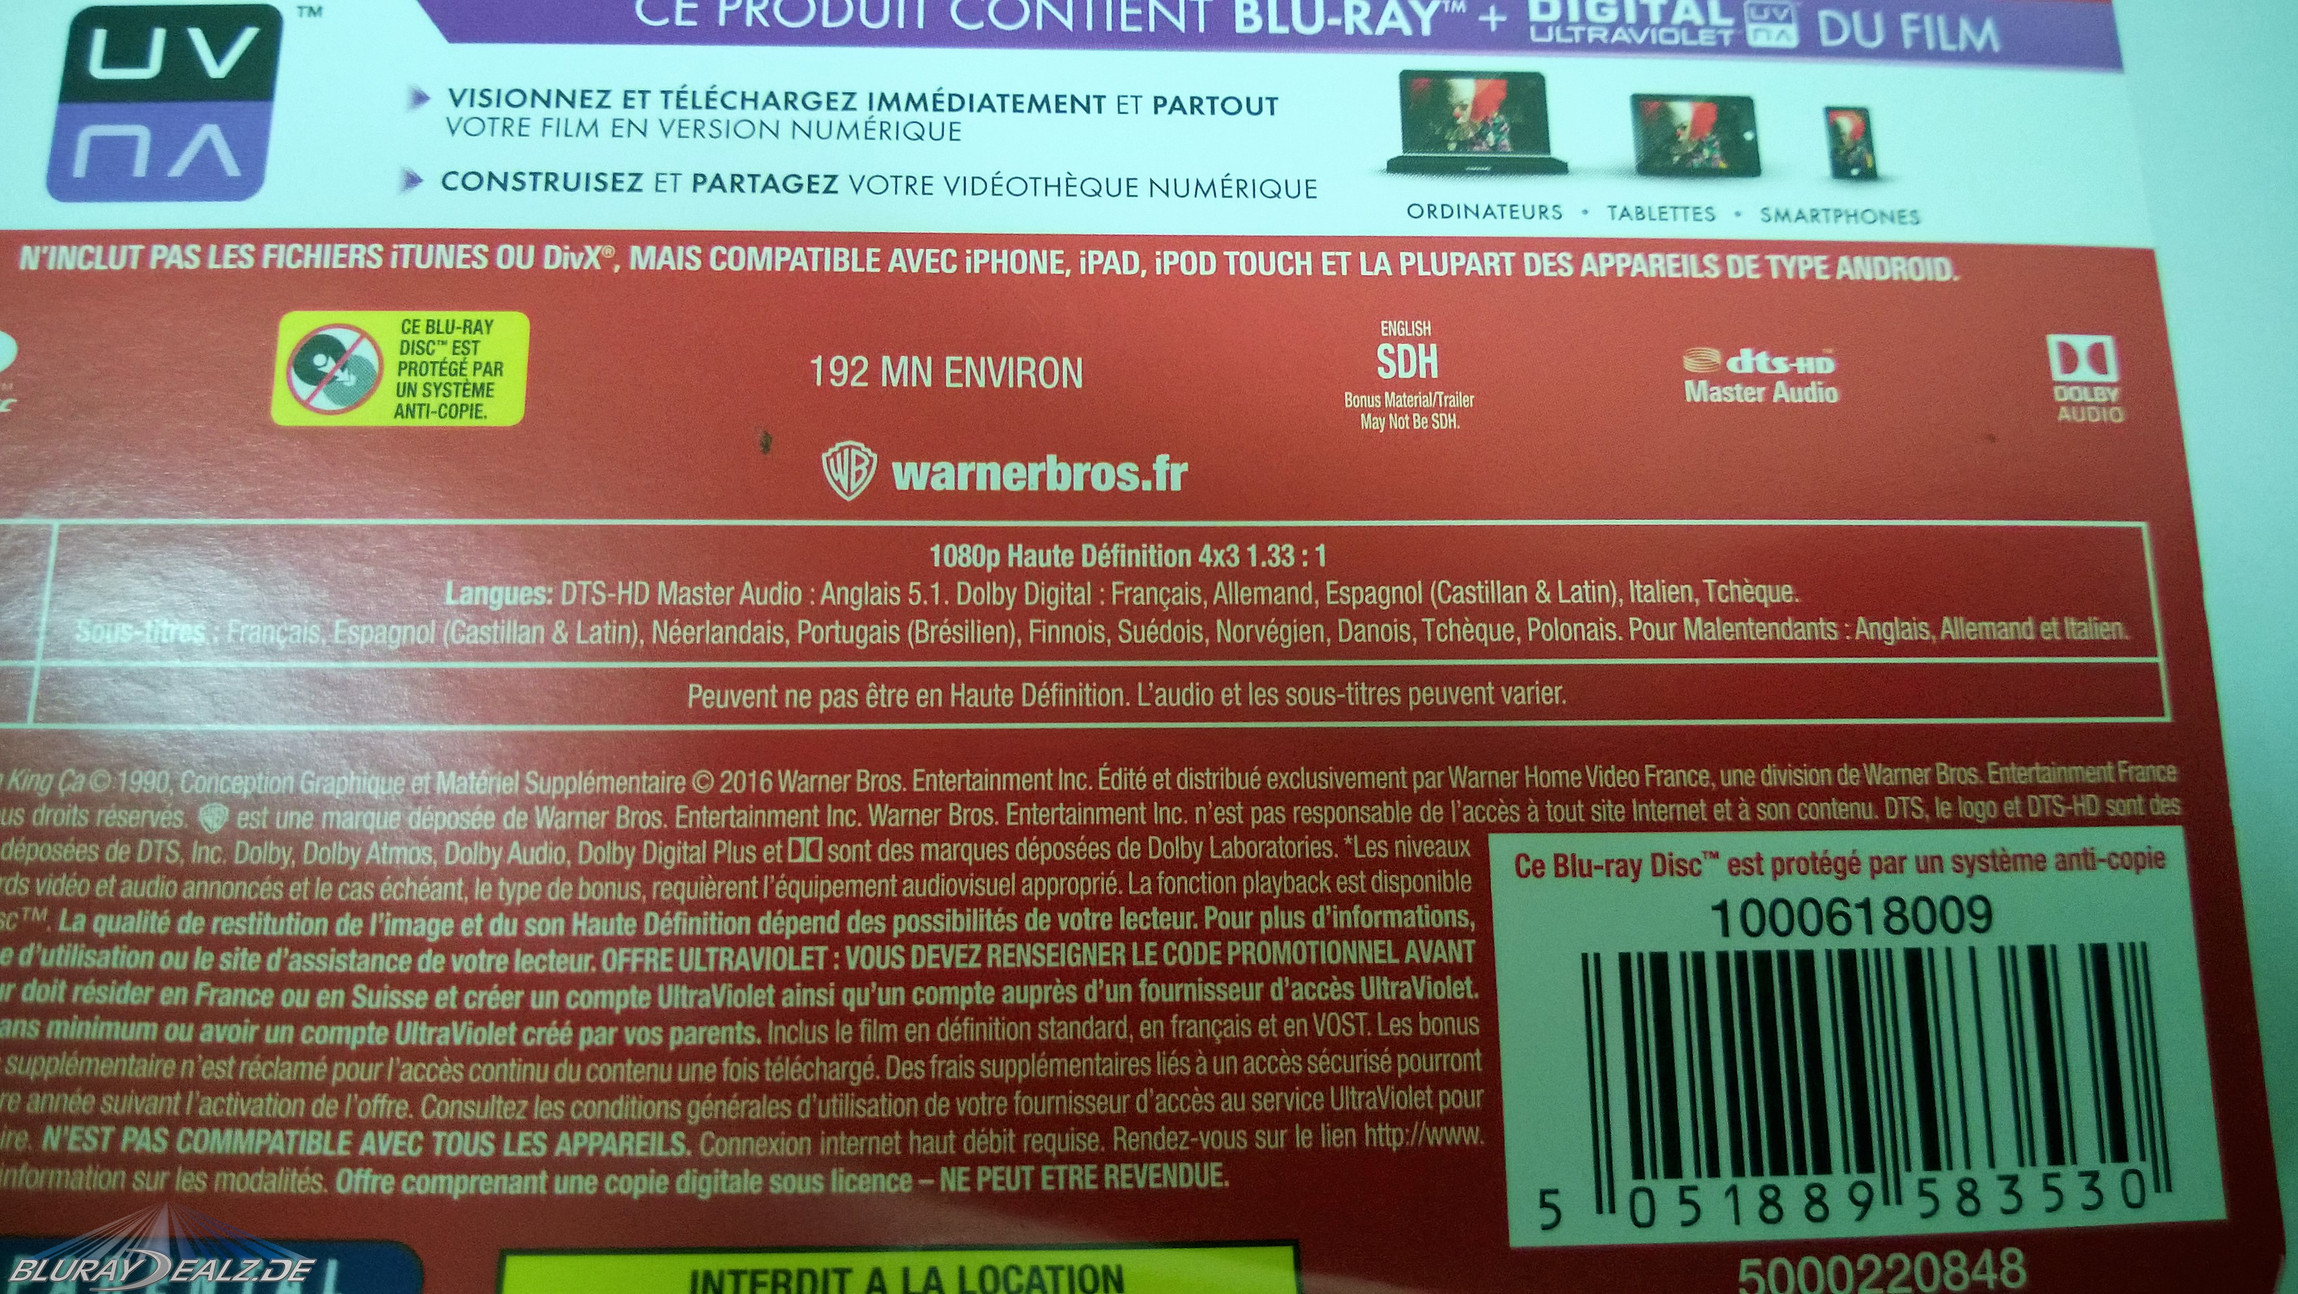 UV
TM
CE PRODUIT CONTIENT BLU-RAY™ + DIGITAL ULTRAVIOLET UV DU FILM
VISIONNEZ ET TÉLÉCHARGEZ IMMÉDIATEMENT ET PARTOUT
VOTRE FILM EN VERSION NUMÉRIQUE
CONSTRUISEZ ET PARTAGEZ VOTRE VIDÉOTHÈQUE NUMÉRIQUE
ORDINATEURS • TABLETTES • SMARTPHONES
N'INCLUT PAS LES FICHIERS iTUNES OU DivX®, MAIS COMPATIBLE AVEC iPHONE, iPAD, iPOD TOUCH ET LA PLUPART DES APPAREILS DE TYPE ANDROID.
CE BLU-RAY
DISC™ EST
PROTÉGÉ PAR
UN SYSTÈME
ANTI-COPIE.
192 MN ENVIRON
ENGLISH
SDH
Bonus Material/Trailer
May Not Be SDH.
dts-HD
Master Audio
DOLBY
AUDIO
WB warnerbros.fr
1080p Haute Définition 4x3 1.33 : 1
Langues: DTS-HD Master Audio : Anglais 5.1. Dolby Digital : Français, Allemand, Espagnol (Castillan & Latin), Italien, Tchèque.
Sous-titres : Français, Espagnol (Castillan & Latin), Néerlandais, Portugais (Brésilien), Finnois, Suédois, Norvégien, Danois, Tchèque, Polonais. Pour Malentendants : Anglais, Allemand et Italien.
Peuvent ne pas être en Haute Définition. L'audio et les sous-titres peuvent varier.
King Ça © 1990, Conception Graphique et Matériel Supplémentaire © 2016 Warner Bros. Entertainment Inc. Édité et distribué exclusivement par Warner Home Video France, une division de Warner Bros. Entertainment France
us droits réservés. WB est une marque déposée de Warner Bros. Entertainment Inc. Warner Bros. Entertainment Inc. n'est pas responsable de l'accès à tout site Internet et à son contenu. DTS, le logo et DTS-HD sont des
déposées de DTS, Inc. Dolby, Dolby Atmos, Dolby Audio, Dolby Digital Plus et sont des marques déposées de Dolby Laboratories. *Les niveaux
rds vidéo et audio annoncés et le cas échéant, le type de bonus, requièrent l'équipement audiovisuel approprié. La fonction playback est disponible
sc™. La qualité de restitution de l'image et du son Haute Définition dépend des possibilités de votre lecteur. Pour plus d'informations,
e d'utilisation ou le site d'assistance de votre lecteur. OFFRE ULTRAVIOLET : VOUS DEVEZ RENSEIGNER LE CODE PROMOTIONNEL AVANT
ur doit résider en France ou en Suisse et créer un compte UltraViolet ainsi qu'un compte auprès d'un fournisseur d'accès UltraViolet.
ans minimum ou avoir un compte UltraViolet créé par vos parents. Inclus le film en définition standard, en français et en VOST. Les bonus
supplémentaire n'est réclamé pour l'accès continu du contenu une fois téléchargé. Des frais supplémentaires liés à un accès sécurisé pourront
re année suivant l'activation de l'offre. Consultez les conditions générales d'utilisation de votre fournisseur d'accès au service UltraViolet pour
ire. N'EST PAS COMMPATIBLE AVEC TOUS LES APPAREILS. Connexion internet haut débit requise. Rendez-vous sur le lien http://www.
information sur les modalités. Offre comprenant une copie digitale sous licence – NE PEUT ETRE REVENDUE.
Ce Blu-ray Disc™ est protégé par un système anti-copie
1000618009
5 051889 583530
5000220848
BLURAYDEALZ.DE
INTERDIT A LA LOCATION